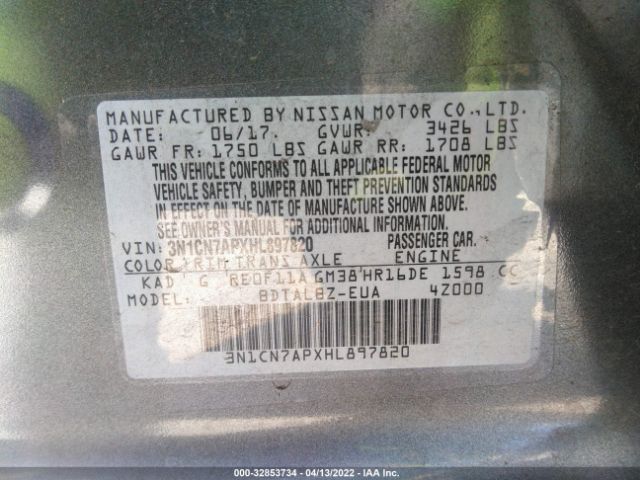 MANUFACTURED BY NISSAN MOTOR CO., LTD.
DATE: 06/17. GVWR: 3426 LBS
GAWR FR: 1750 LBS GAWR RR: 1708 LBS
THIS VEHICLE CONFORMS TO ALL APPLICABLE FEDERAL MOTOR
VEHICLE SAFETY, BUMPER AND THEFT PREVENTION STANDARDS
IN EFFECT ON THE DATE OF MANUFACTURE SHOWN ABOVE.
SEE OWNER'S MANUAL FOR ADDITIONAL INFORMATION.
VIN: 3N1CN7APXHL897820 PASSENGER CAR.
COLOR TRIM TRANS AXLE ENGINE
KAD G RE0F11A GM38 HR16DE 1598 CC
MODEL: BDTALBZ-EUA 4Z000
3N1CN7APXHL897820
000-32853734 - 04/13/2022 - IAA Inc.